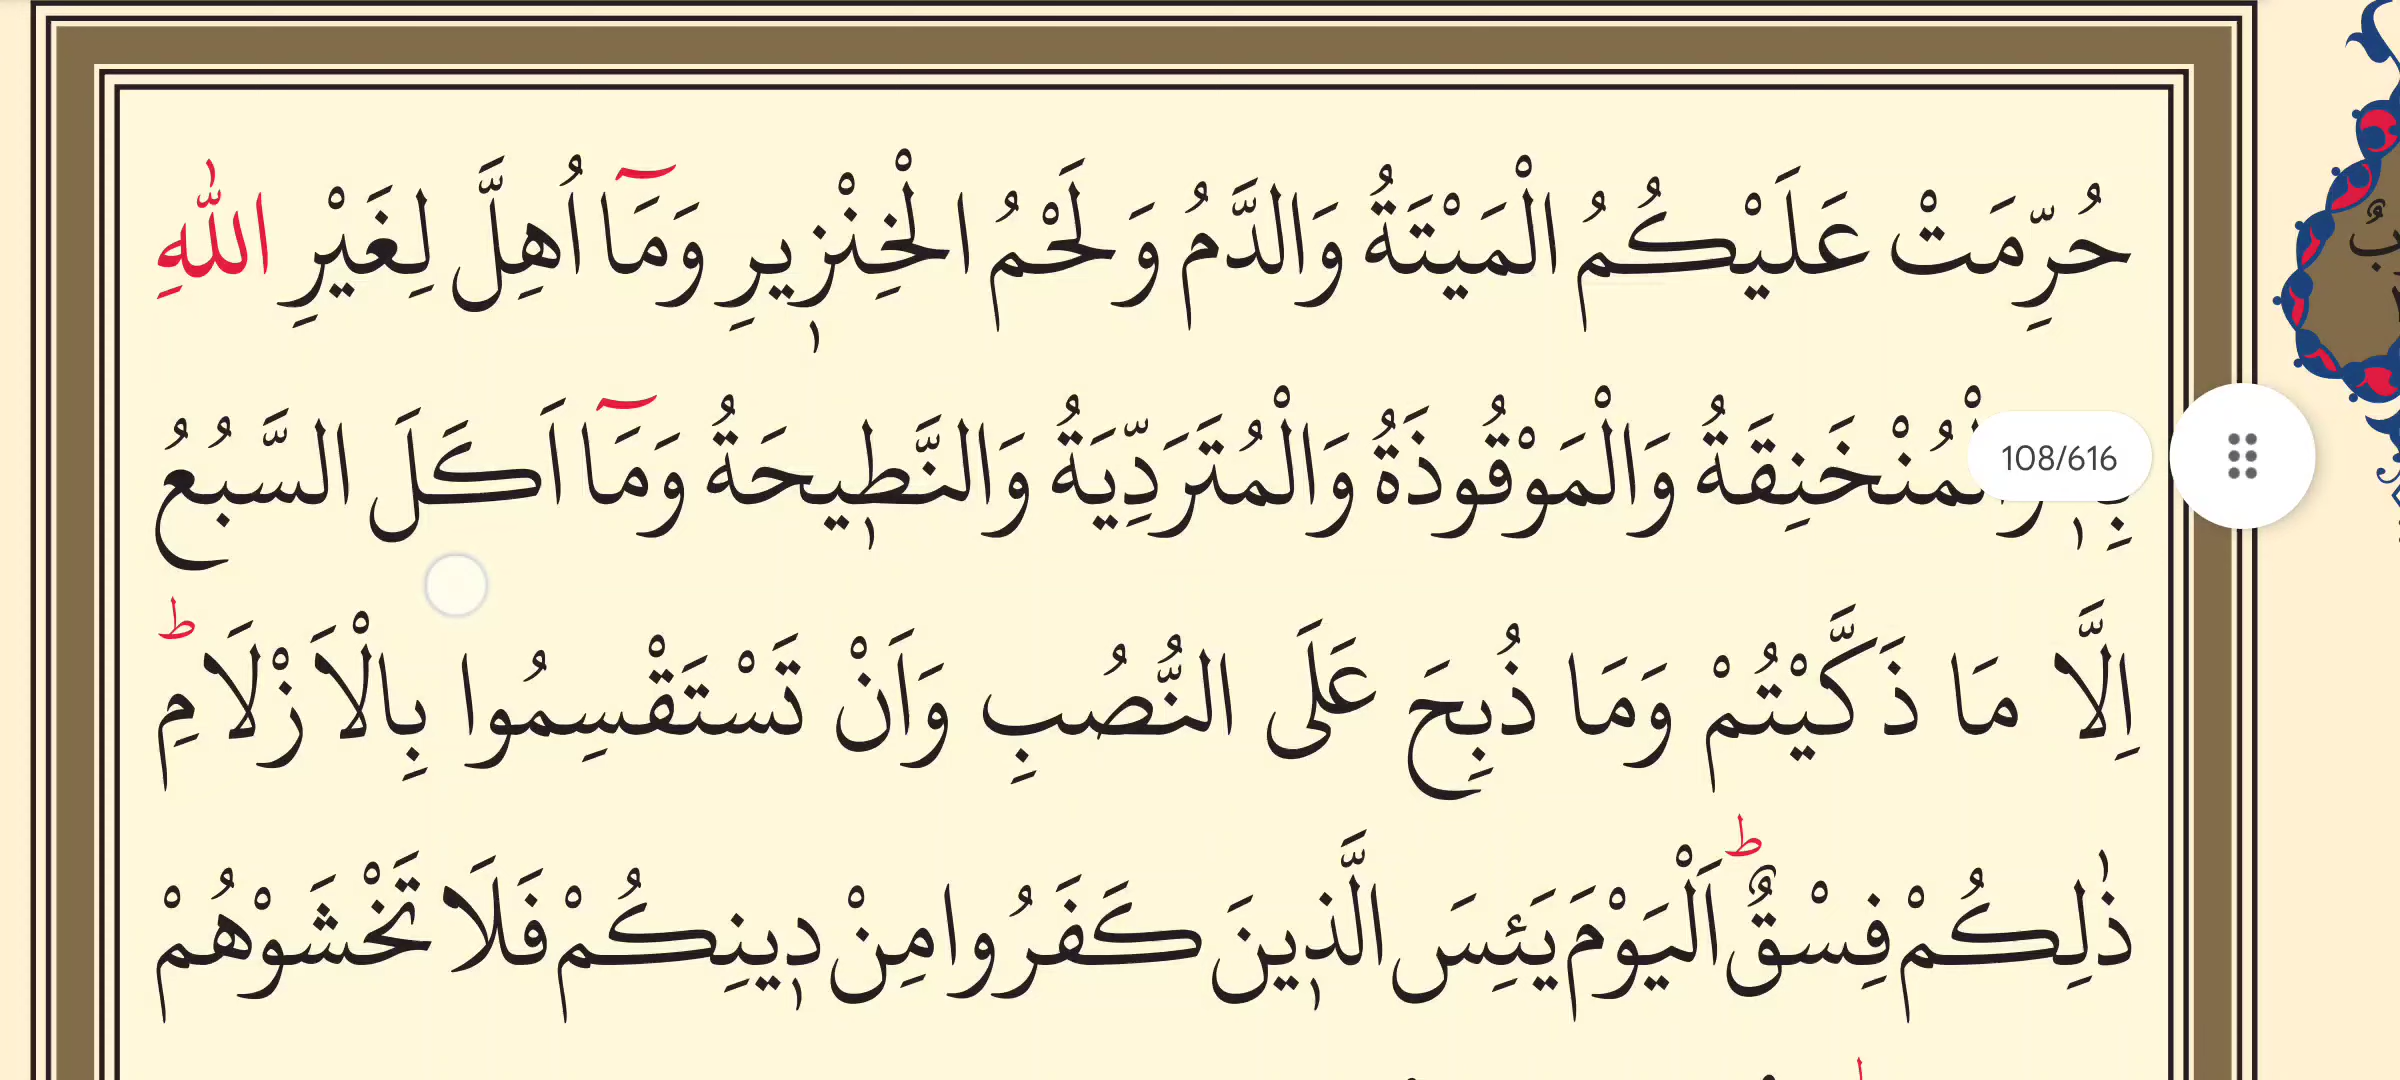 حُرِّمَتْ عَلَيْكُمُ الْمَيْتَةُ وَالدَّمُ وَلَحْمُ الْخِنْزٖيرِ وَمَٓا اُهِلَّ لِغَيْرِ اللّٰهِ
وَالْمَوْقُوذَةُ وَالْمُتَرَدِّيَةُ وَالنَّطٖيحَةُ وَمَٓا اَكَلَ السَّبُعُ
اِلَّا مَا ذَكَّيْتُمْ وَمَا ذُبِحَ عَلَى النُّصُبِ وَاَنْ تَسْتَقْسِمُوا بِالْاَزْلَامِؕ
ذٰلِكُمْ فِسْقٌؕ اَلْيَوْمَ يَئِسَ الَّذٖينَ كَفَرُوا مِنْ دٖينِكُمْ فَلَا تَخْشَوْهُمْ
108/616